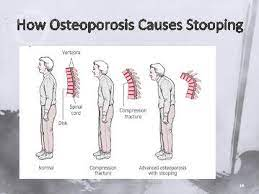 How Osteoporosis Causes Stooping
Vertebra
Spinal
cord
Disk
Compression
fracture
Normal
Compression
fracture
Advanced osteoporosis
with stooping